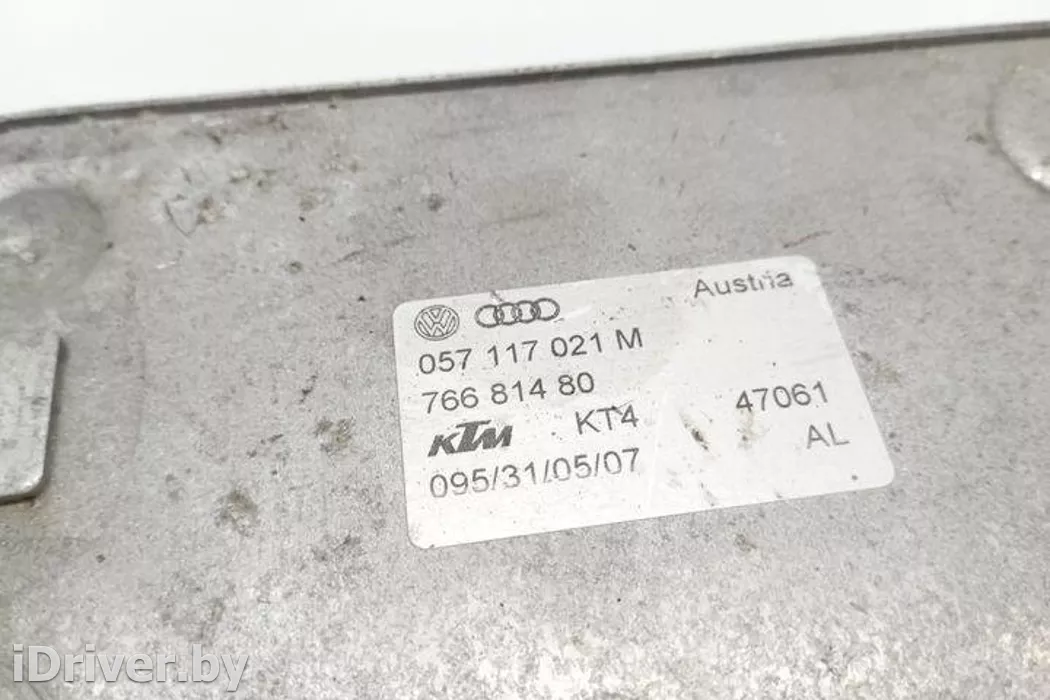 Austria
057 117 021 M
766 814 80
KTM KT4 47061
095/31/05/07 AL
iDriver.by